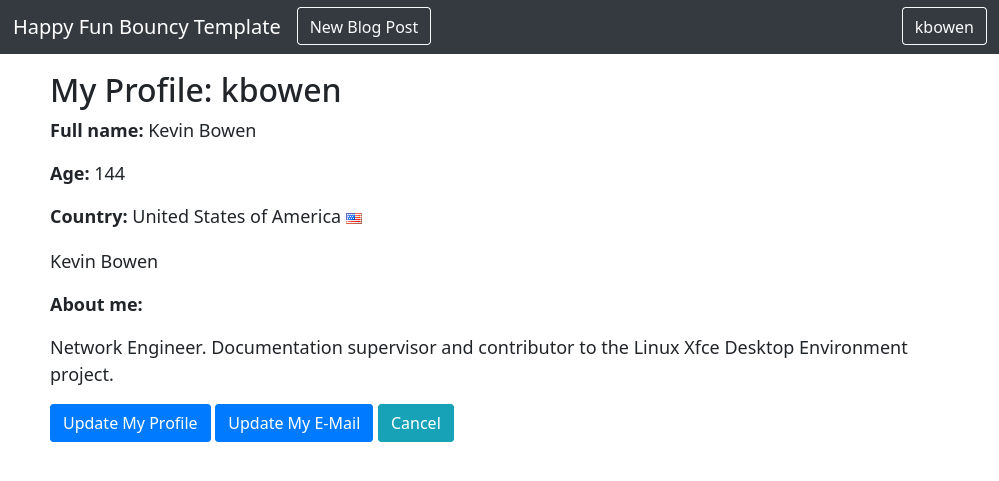 Happy Fun Bouncy Template New Blog Post kbowen
My Profile: kbowen
Full name: Kevin Bowen
Age: 144
Country: United States of America
Kevin Bowen
About me:
Network Engineer. Documentation supervisor and contributor to the Linux Xfce Desktop Environment
project.
Update My Profile Update My E-Mail Cancel